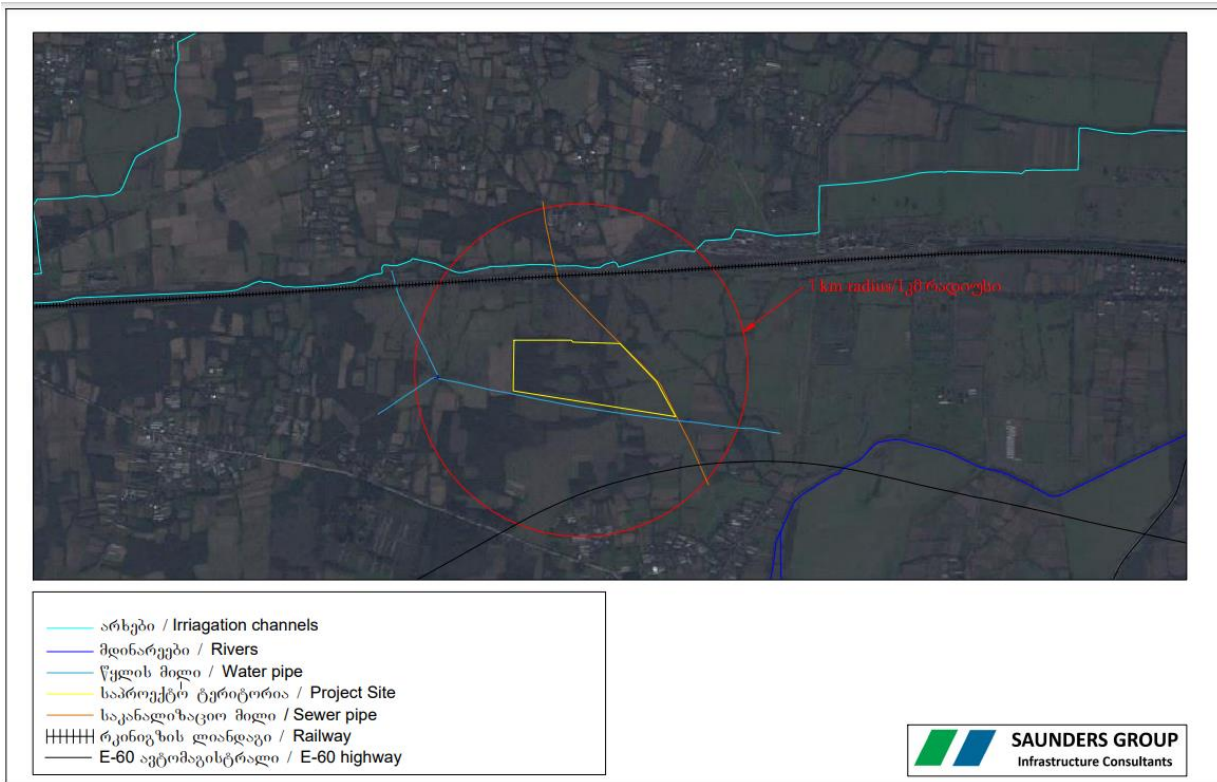 1 km radius/1კმ რადიუსი
არხები / Irriagation channels
მდინარეები / Rivers
წყლის მილი / Water pipe
საპროექტო ტერიტორია / Project Site
საკანალიზაციო მილი / Sewer pipe
რკინიგზის ლიანდაგი / Railway
E-60 ავტომაგისტრალი / E-60 highway
SAUNDERS GROUP
Infrastructure Consultants